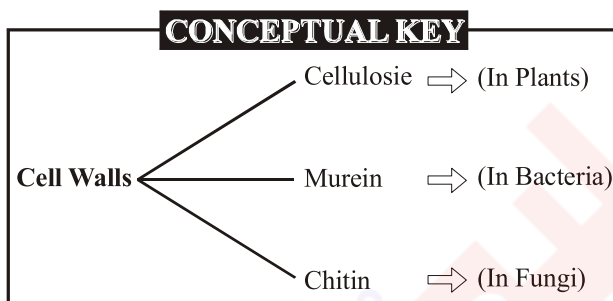 CONCEPTUAL KEY
Cellulosie ⇨ (In Plants)
Cell Walls Murein ⇨ (In Bacteria)
Chitin ⇨ (In Fungi)